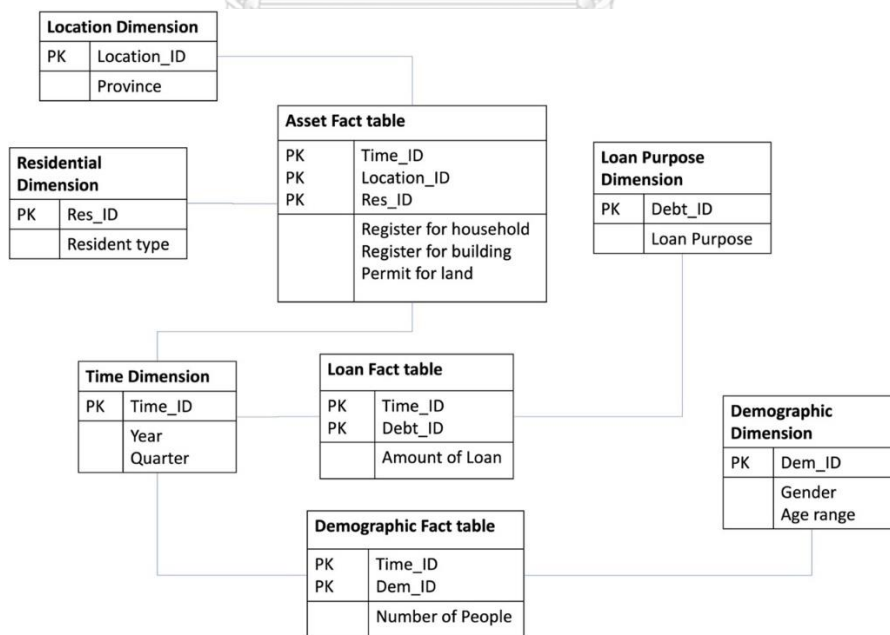 Location Dimension
PK Location_ID
Province
Asset Fact table
PK Time_ID
PK Location_ID
PK Res_ID
Register for household
Register for building
Permit for land
Residential
Dimension
PK Res_ID
Resident type
Loan Purpose
Dimension
PK Debt_ID
Loan Purpose
Time Dimension
PK Time_ID
Year
Quarter
Loan Fact table
PK Time_ID
PK Debt_ID
Amount of Loan
Demographic
Dimension
PK Dem_ID
Gender
Age range
Demographic Fact table
PK Time_ID
PK Dem_ID
Number of People